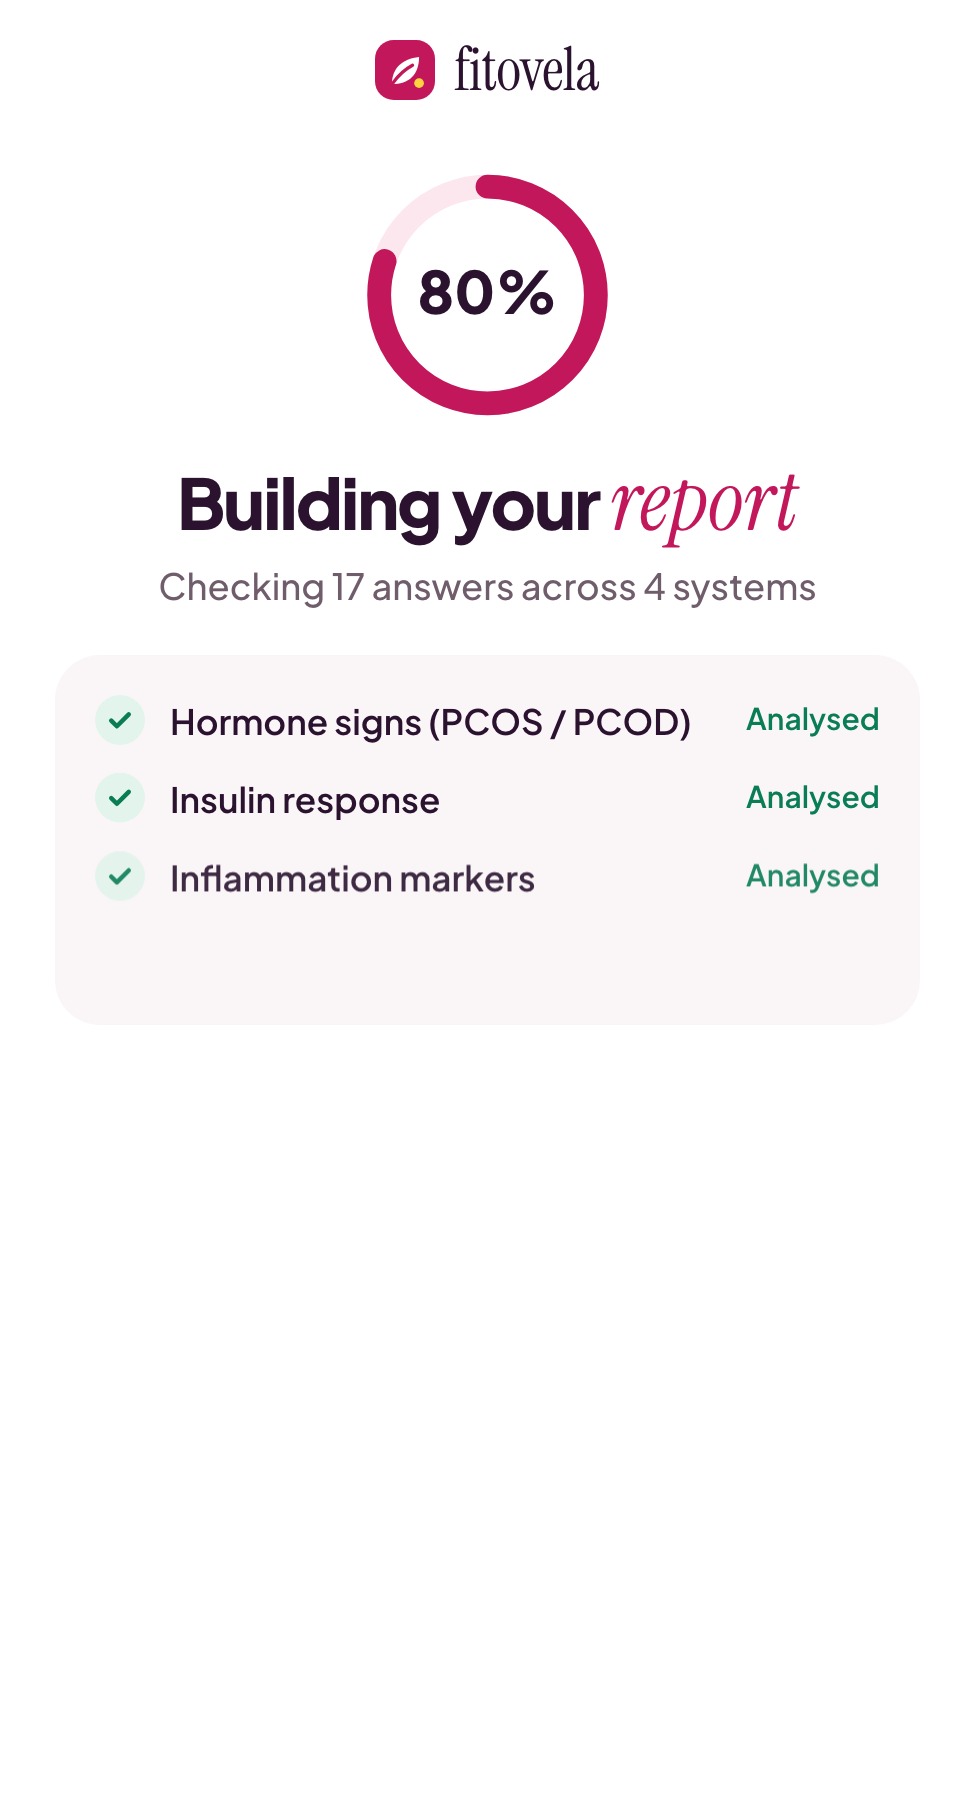 fitovela
80%
Building your report
Checking 17 answers across 4 systems
Hormone signs (PCOS / PCOD) Analysed
Insulin response Analysed
Inflammation markers Analysed